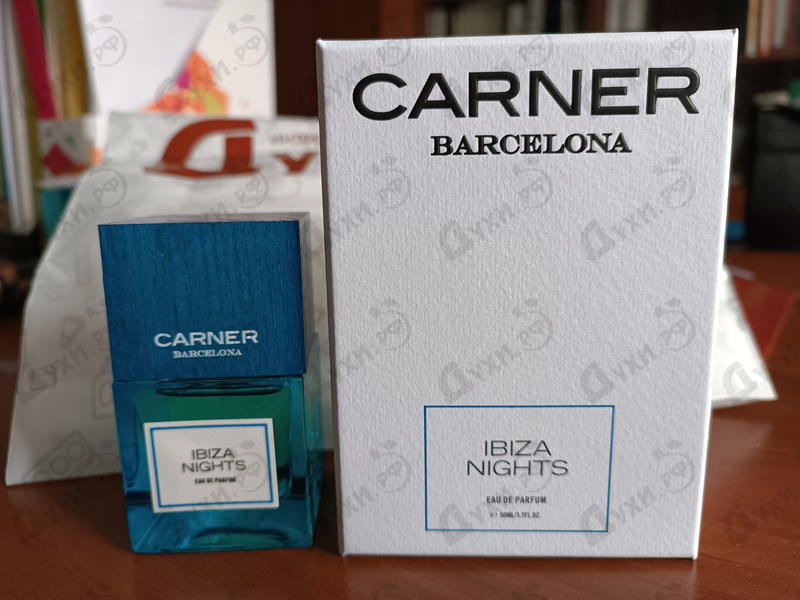 CARNER
BARCELONA
IBIZA
NIGHTS
EAU DE PARFUM
℮ 50ML/1.7FL.OZ.
CARNER
BARCELONA
IBIZA
NIGHTS
EAU DE PARFUM
Духи.рф